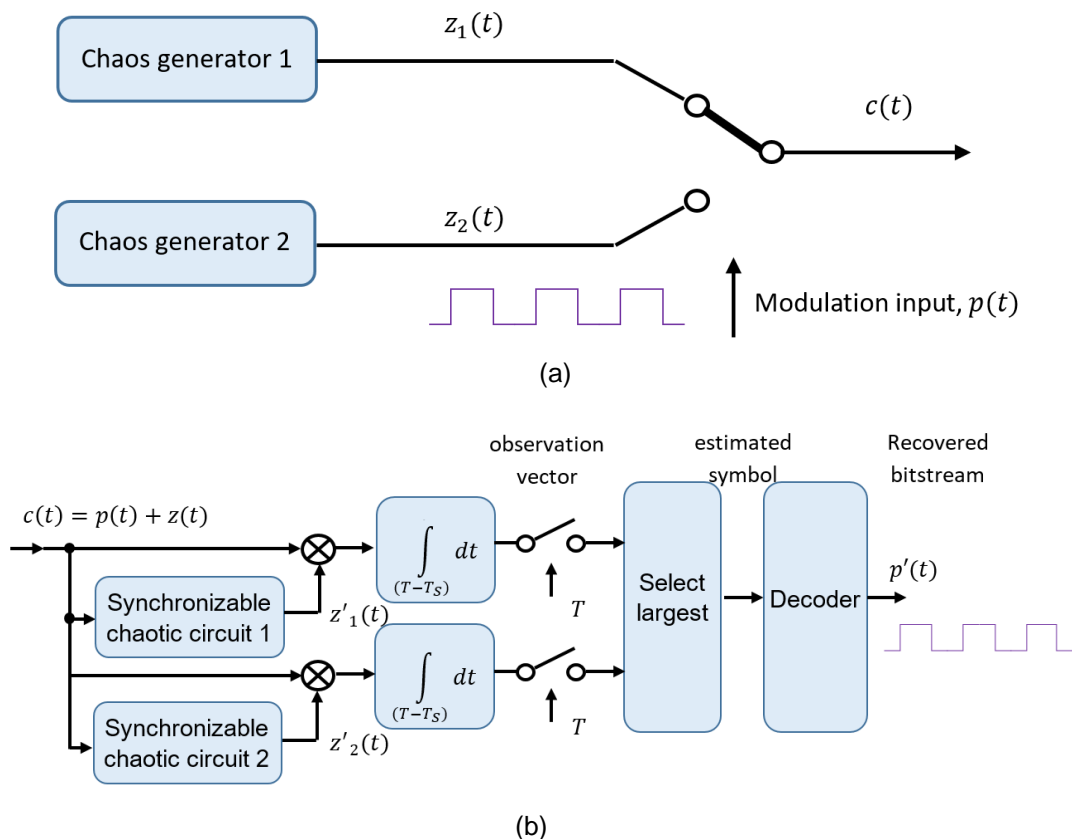 z₁(t)
Chaos generator 1
c(t)
z₂(t)
Chaos generator 2
Modulation input, p(t)
(a)
observation
vector
estimated
symbol
Recovered
bitstream
c(t) = p(t) + z(t)
∫ dt
(T−T_S)
Synchronizable
chaotic circuit 1
z′₁(t)
T
Select
largest
Decoder
p′(t)
∫ dt
(T−T_S)
Synchronizable
chaotic circuit 2
z′₂(t)
T
(b)